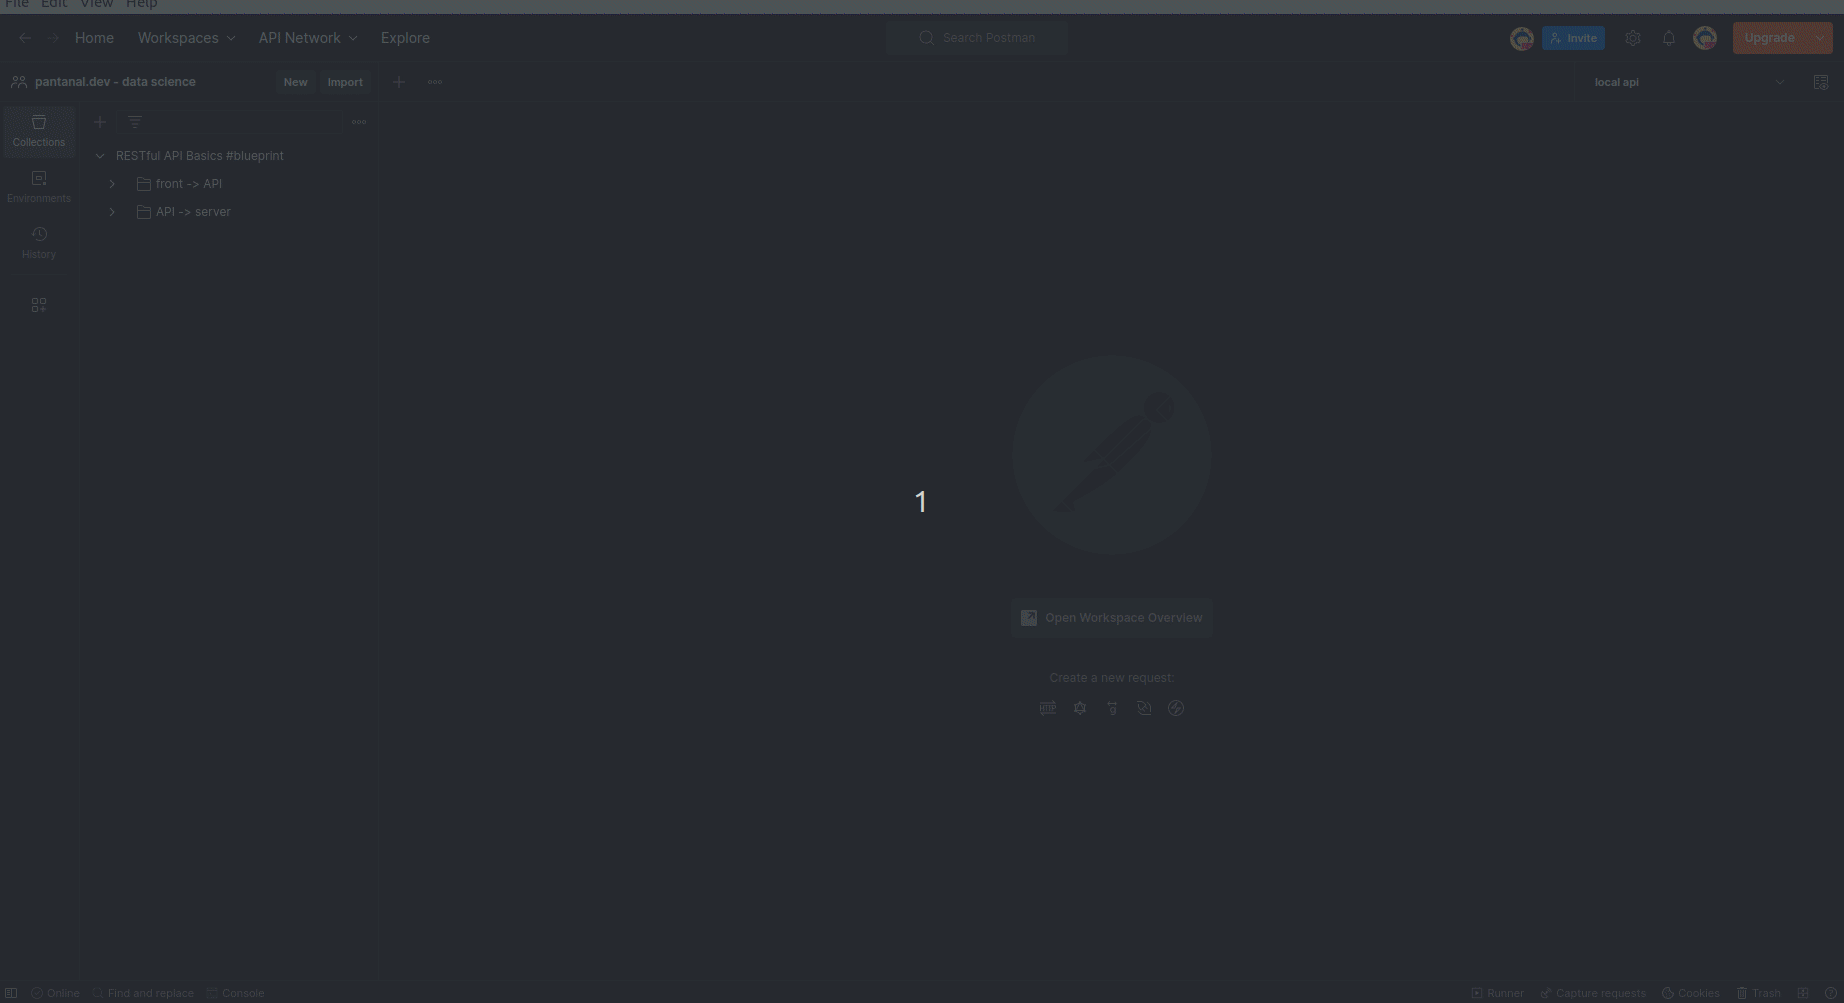 File Edit View Help
Home Workspaces API Network Explore Search Postman Invite Upgrade
pantanal.dev - data science New Import local api
Collections
RESTful API Basics #blueprint
front -> API
Environments
API -> server
History
1
Open Workspace Overview
Create a new request:
HTTP
Online Find and replace Console Runner Capture requests Cookies Trash